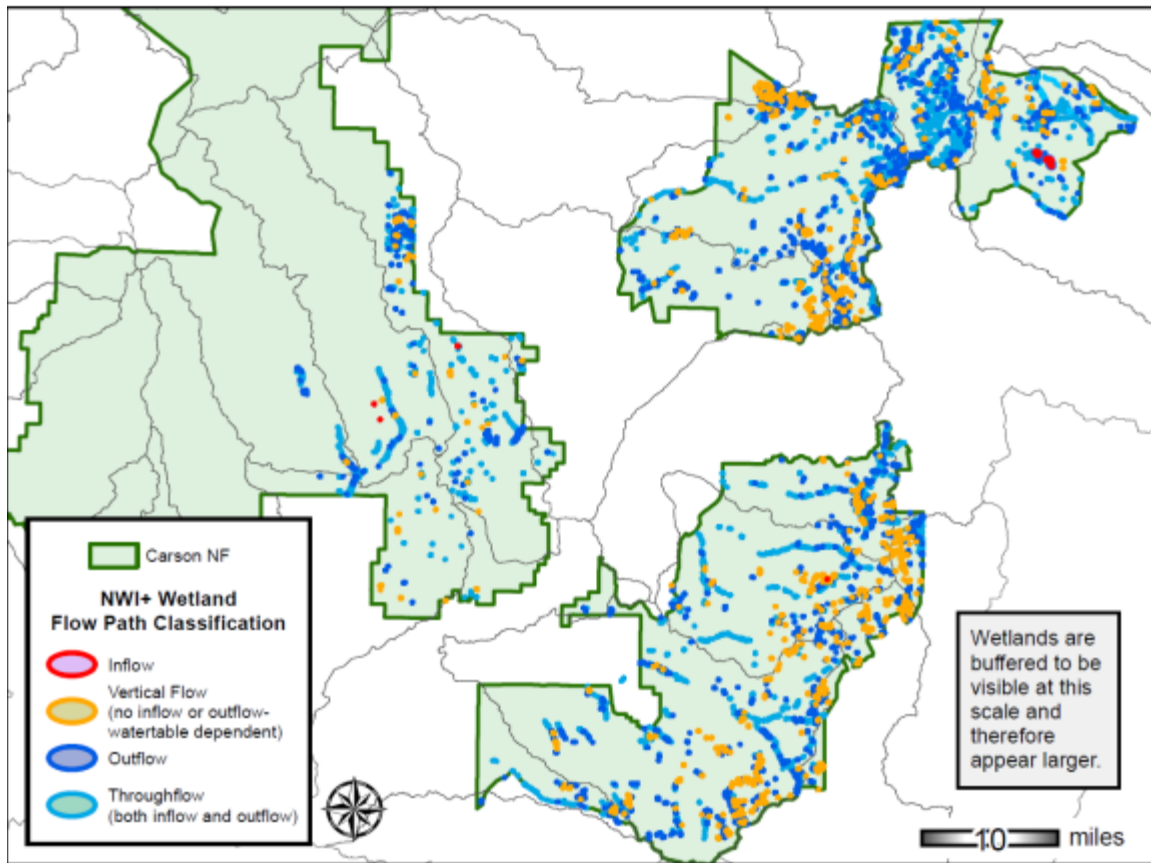 Carson NF
NWI+ Wetland
Flow Path Classification
Inflow
Vertical Flow
(no inflow or outflow-
watertable dependent)
Outflow
Throughflow
(both inflow and outflow)
Wetlands are
buffered to be
visible at this
scale and
therefore
appear larger.
10 miles